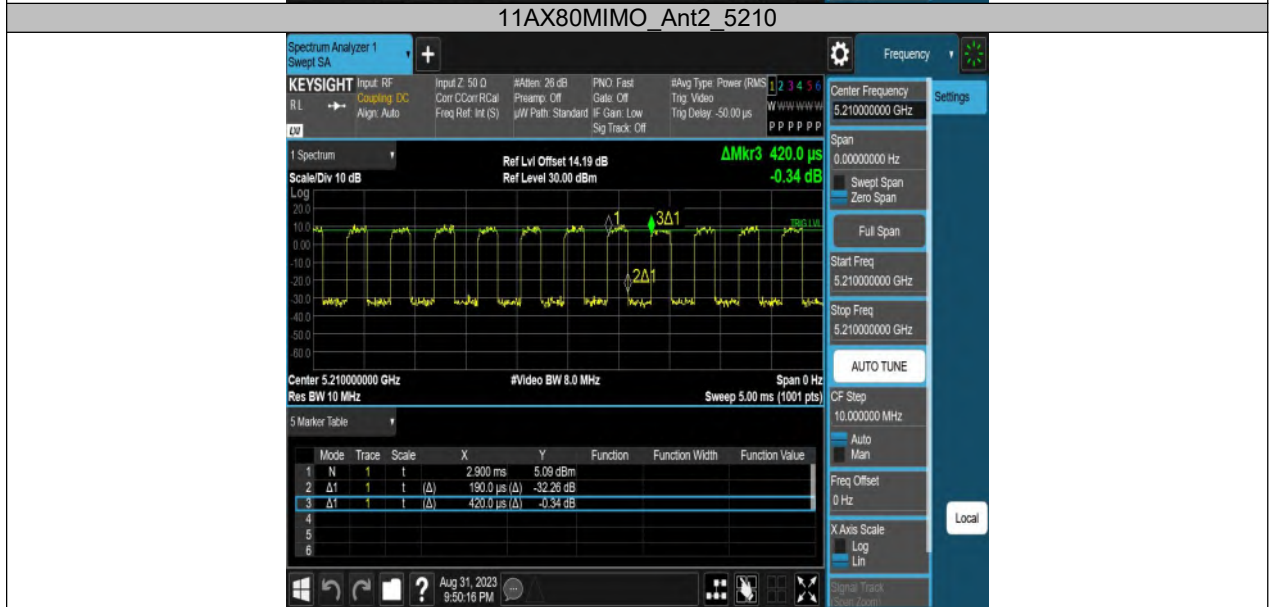 11AX80MIMO_Ant2_5210
Spectrum Analyzer 1
Swept SA
+
Frequency
KEYSIGHT Input: RF Input Z: 50 Ω #Atten: 26 dB PNO: Fast #Avg Type: Power (RMS 1 2 3 4 5 6
RL Coupling: DC Corr CCorr RCal Preamp: Off Gate: Off Trig: Video
Align: Auto Freq Ref: Int (S) µW Path: Standard IF Gain: Low Trig Delay: -50.00 µs W W W W W W
LXI Sig Track: Off P P P P P P
Center Frequency
5.210000000 GHz
Settings
1 Spectrum
Ref Lvl Offset 14.19 dB
ΔMkr3 420.0 µs
Scale/Div 10 dB
Ref Level 30.00 dBm
-0.34 dB
Span
0.00000000 Hz
Swept Span
Zero Span
Full Span
Log
20.0
10.0
0.00
-10.0
-20.0
-30.0
-40.0
-50.0
-60.0
1
3Δ1
2Δ1
TRIG LVL
Start Freq
5.210000000 GHz
Stop Freq
5.210000000 GHz
AUTO TUNE
Center 5.210000000 GHz #Video BW 8.0 MHz Span 0 Hz
Res BW 10 MHz Sweep 5.00 ms (1001 pts)
CF Step
10.000000 MHz
Auto
Man
5 Marker Table
Mode Trace Scale X Y Function Function Width Function Value
1 N 1 t 2.900 ms 5.09 dBm
2 Δ1 1 t (Δ) 190.0 µs (Δ) -32.26 dB
3 Δ1 1 t (Δ) 420.0 µs (Δ) -0.34 dB
4
5
6
Freq Offset
0 Hz
X Axis Scale
Log
Lin
Local
Signal Track
(Span Zoom)
? Aug 31, 2023
9:50:16 PM